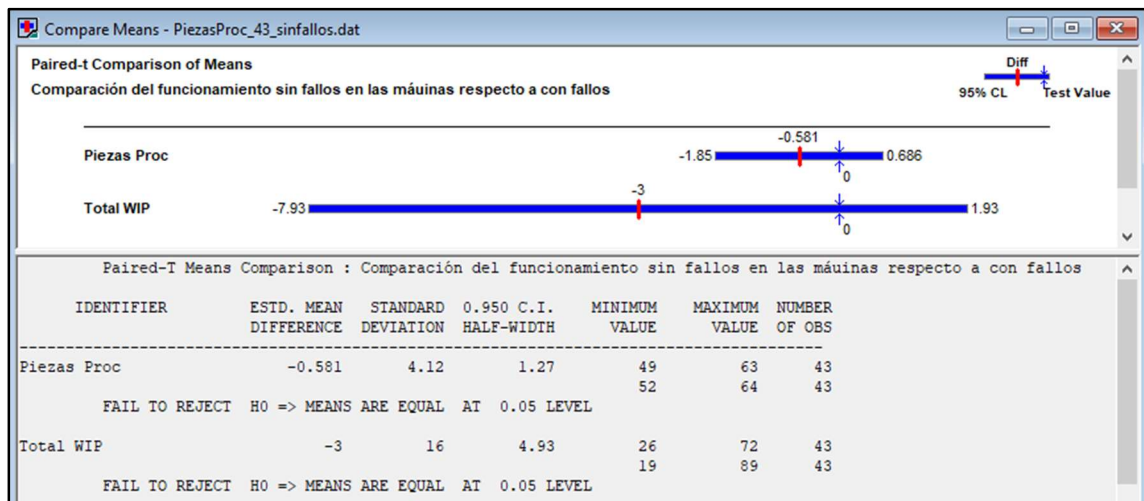 Compare Means - PiezasProc_43_sinfallos.dat
Paired-t Comparison of Means
Comparación del funcionamiento sin fallos en las máuinas respecto a con fallos
Diff
95% CL Test Value
-0.581
Piezas Proc -1.85 0.686
0
-3
Total WIP -7.93 1.93
0
Paired-T Means Comparison : Comparación del funcionamiento sin fallos en las máuinas respecto a con fallos
IDENTIFIER ESTD. MEAN STANDARD 0.950 C.I. MINIMUM MAXIMUM NUMBER
DIFFERENCE DEVIATION HALF-WIDTH VALUE VALUE OF OBS
Piezas Proc -0.581 4.12 1.27 49 63 43
52 64 43
FAIL TO REJECT H0 => MEANS ARE EQUAL AT 0.05 LEVEL
Total WIP -3 16 4.93 26 72 43
19 89 43
FAIL TO REJECT H0 => MEANS ARE EQUAL AT 0.05 LEVEL